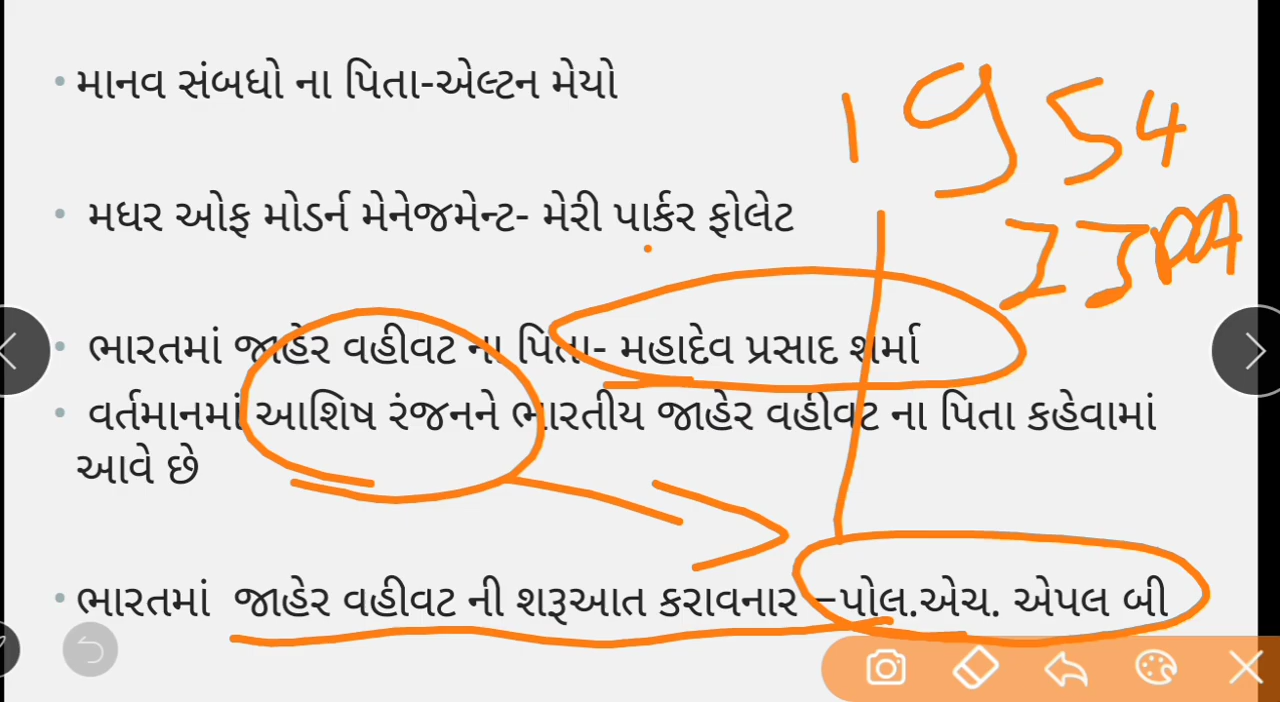 • માનવ સંબધો ના પિતા-એલ્ટન મેયો
1954
• મધર ઓફ મોડર્ન મેનેજમેન્ટ- મેરી પાર્કર ફોલેટ
IIPA
• ભારતમાં જાહેર વહીવટ ના પિતા- મહાદેવ પ્રસાદ શર્મા
• વર્તમાનમાં આશિષ રંજનને ભારતીય જાહેર વહીવટ ના પિતા કહેવામાં
આવે છે
• ભારતમાં જાહેર વહીવટ ની શરૂઆત કરાવનાર –પોલ.એચ. એપલ બી